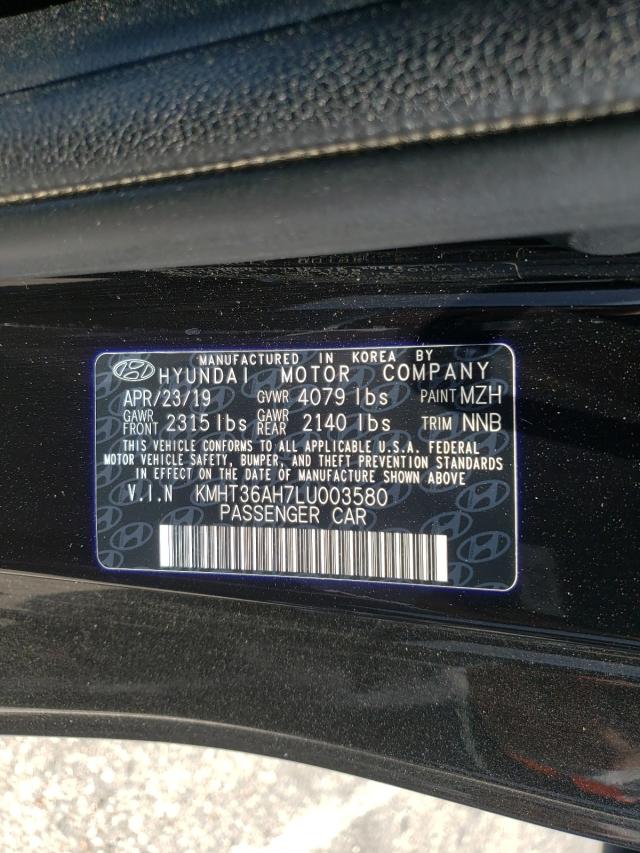 MANUFACTURED IN KOREA BY
HYUNDAI MOTOR COMPANY
APR/23/19 GVWR 4079 lbs PAINT MZH
GAWR FRONT 2315 lbs GAWR REAR 2140 lbs TRIM NNB
THIS VEHICLE CONFORMS TO ALL APPLICABLE U.S.A. FEDERAL
MOTOR VEHICLE SAFETY, BUMPER, AND THEFT PREVENTION STANDARDS
IN EFFECT ON THE DATE OF MANUFACTURE SHOWN ABOVE.
V.I.N KMHT36AH7LU003580
PASSENGER CAR